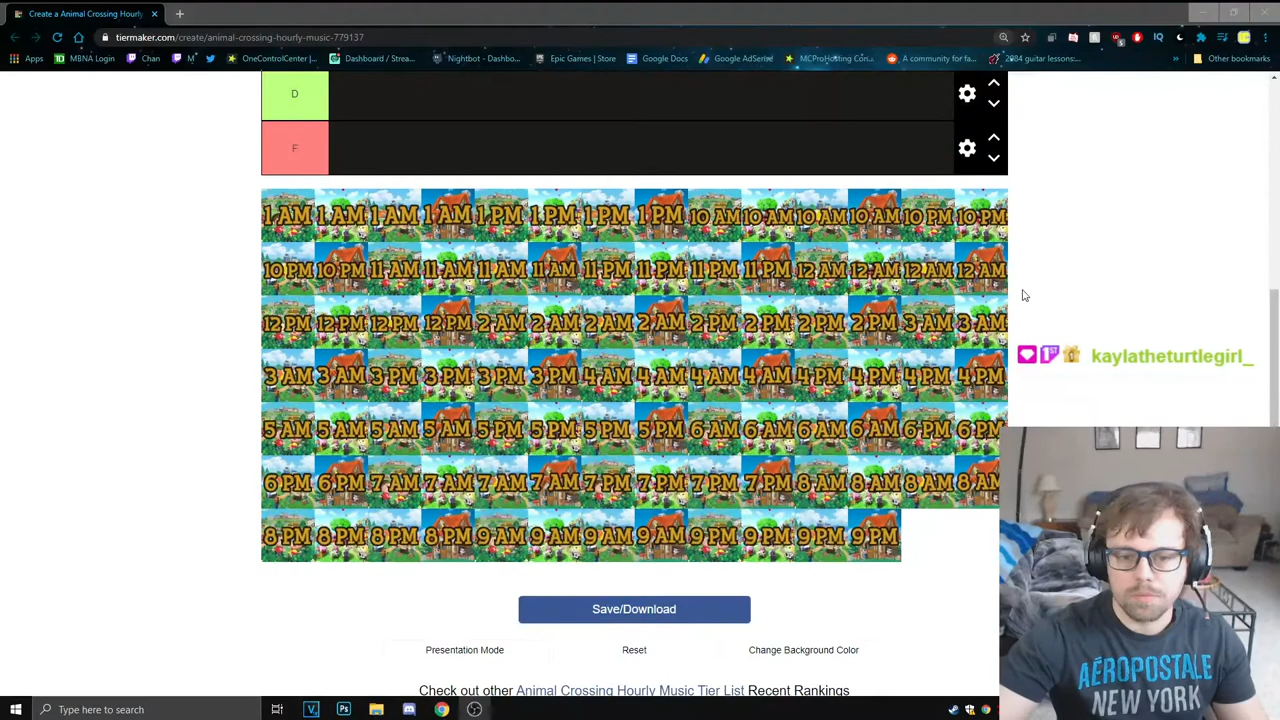 Create a Animal Crossing Hourly
tiermaker.com/create/animal-crossing-hourly-music-779137
Apps MBNA Login Chan M OneControlCenter |... Dashboard / Strea... Nightbot - Dashbo... Epic Games | Store Google Docs Google AdSense MCProHosting Con... A community for fa... 2084 guitar lessons:... » Other bookmarks
D
F
1 AM 1 AM 1 AM 1 AM 1 PM 1 PM 1 PM 1 PM 10 AM 10 AM 10 AM 10 AM 10 PM 10 PM
10 PM 10 PM 11 AM 11 AM 11 AM 11 AM 11 PM 11 PM 11 PM 11 PM 12 AM 12 AM 12 AM 12 AM
12 PM 12 PM 12 PM 12 PM 2 AM 2 AM 2 AM 2 AM 2 PM 2 PM 2 PM 2 PM 3 AM 3 AM
3 AM 3 AM 3 PM 3 PM 3 PM 3 PM 4 AM 4 AM 4 AM 4 AM 4 PM 4 PM 4 PM 4 PM
5 AM 5 AM 5 AM 5 AM 5 PM 5 PM 5 PM 5 PM 6 AM 6 AM 6 AM 6 AM 6 PM 6 PM
6 PM 6 PM 7 AM 7 AM 7 AM 7 AM 7 PM 7 PM 7 PM 7 PM 8 AM 8 AM 8 AM 8 AM
8 PM 8 PM 8 PM 8 PM 9 AM 9 AM 9 AM 9 AM 9 PM 9 PM 9 PM 9 PM
kaylatheturtlegirl_
Save/Download
Presentation Mode Reset Change Background Color
Check out other Animal Crossing Hourly Music Tier List Recent Rankings
AÉROPOSTALE
NEW YORK
Type here to search